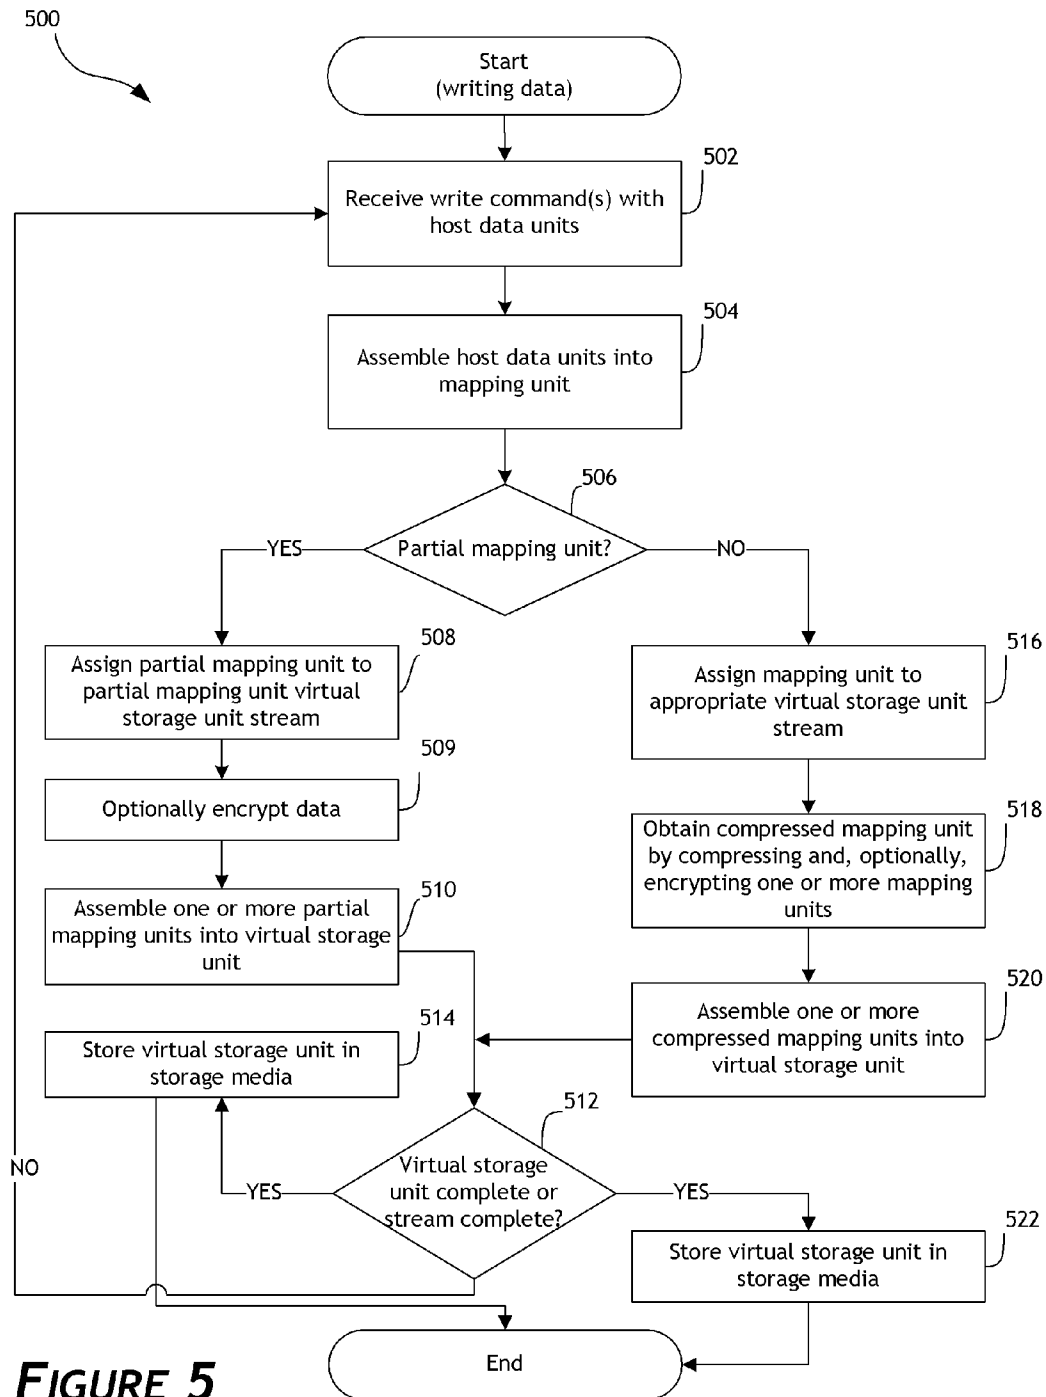 500
Start
(writing data)
502
Receive write command(s) with
host data units
504
Assemble host data units into
mapping unit
506
Partial mapping unit?
YES
NO
508
Assign partial mapping unit to
partial mapping unit virtual
storage unit stream
516
Assign mapping unit to
appropriate virtual storage unit
stream
509
Optionally encrypt data
518
Obtain compressed mapping unit
by compressing and, optionally,
encrypting one or more mapping
units
510
Assemble one or more partial
mapping units into virtual storage
unit
520
Assemble one or more
compressed mapping units into
virtual storage unit
514
Store virtual storage unit in
storage media
512
Virtual storage
unit complete or
stream complete?
NO
YES
YES
522
Store virtual storage unit in
storage media
End
FIGURE 5